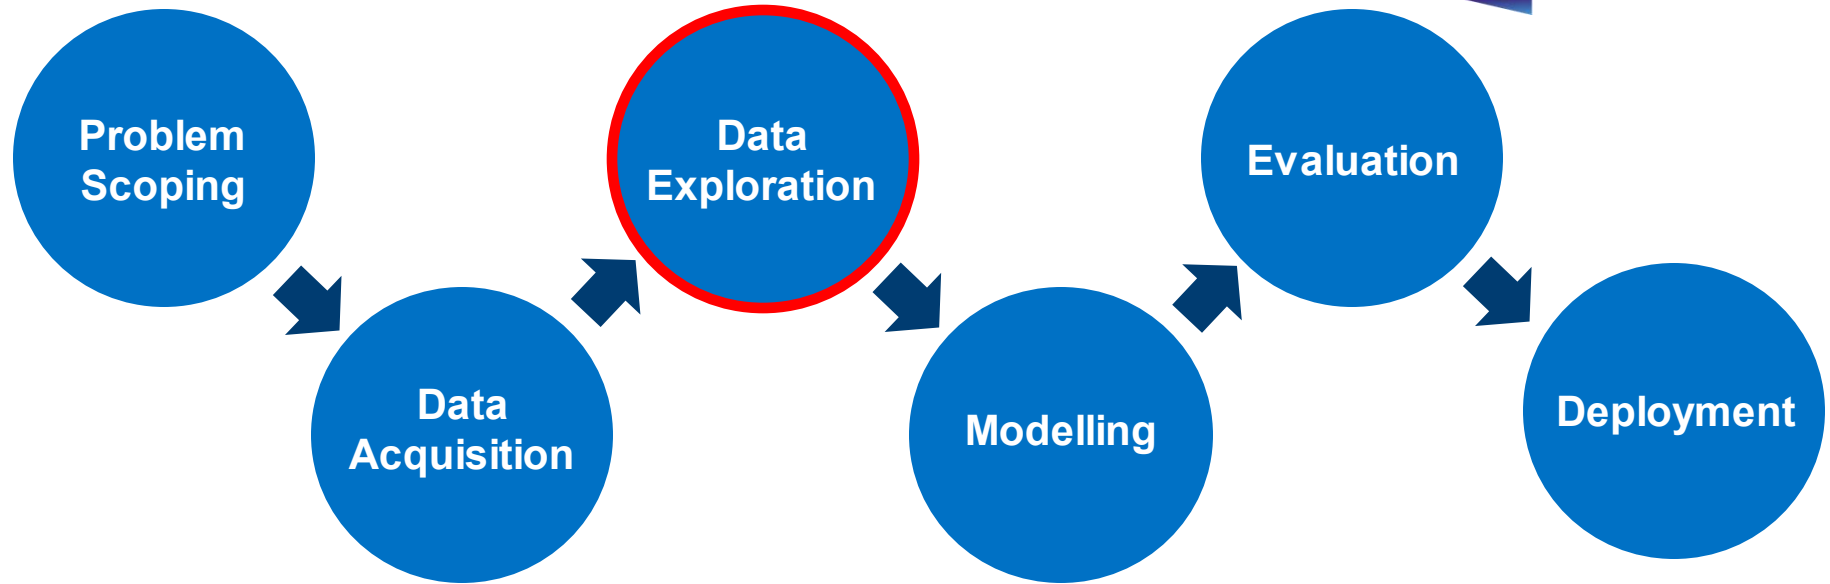 Problem
Scoping
Data
Acquisition
Data
Exploration
Modelling
Evaluation
Deployment